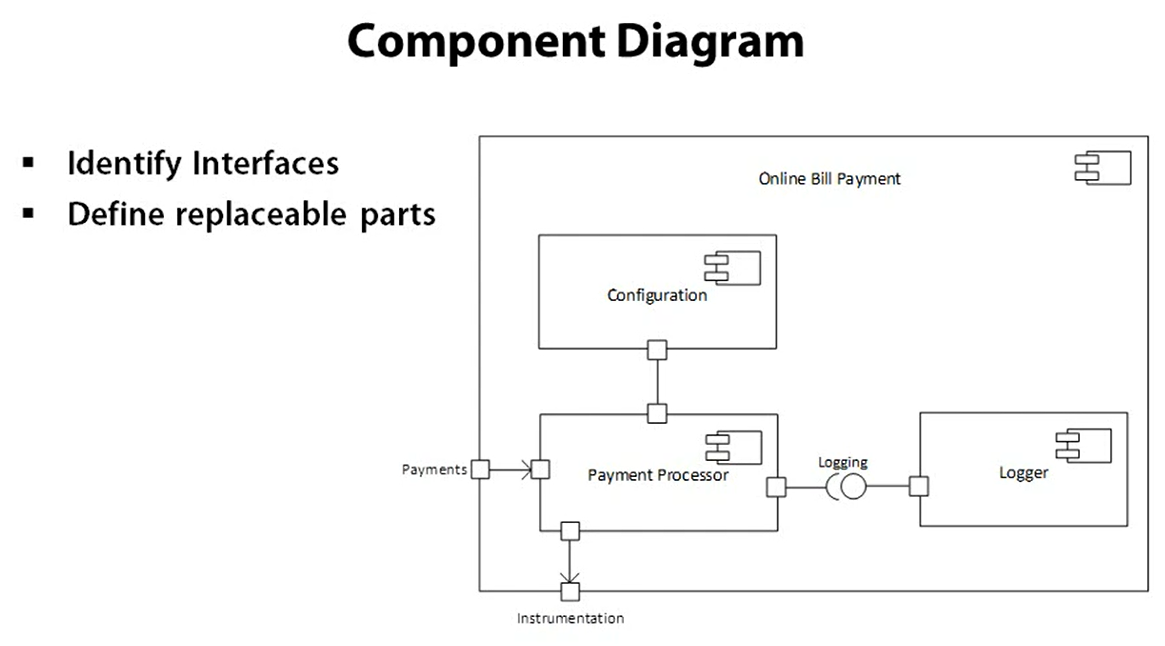 Component Diagram
▪ Identify Interfaces
▪ Define replaceable parts
Online Bill Payment
Configuration
Payments
Payment Processor
Logging
Logger
Instrumentation